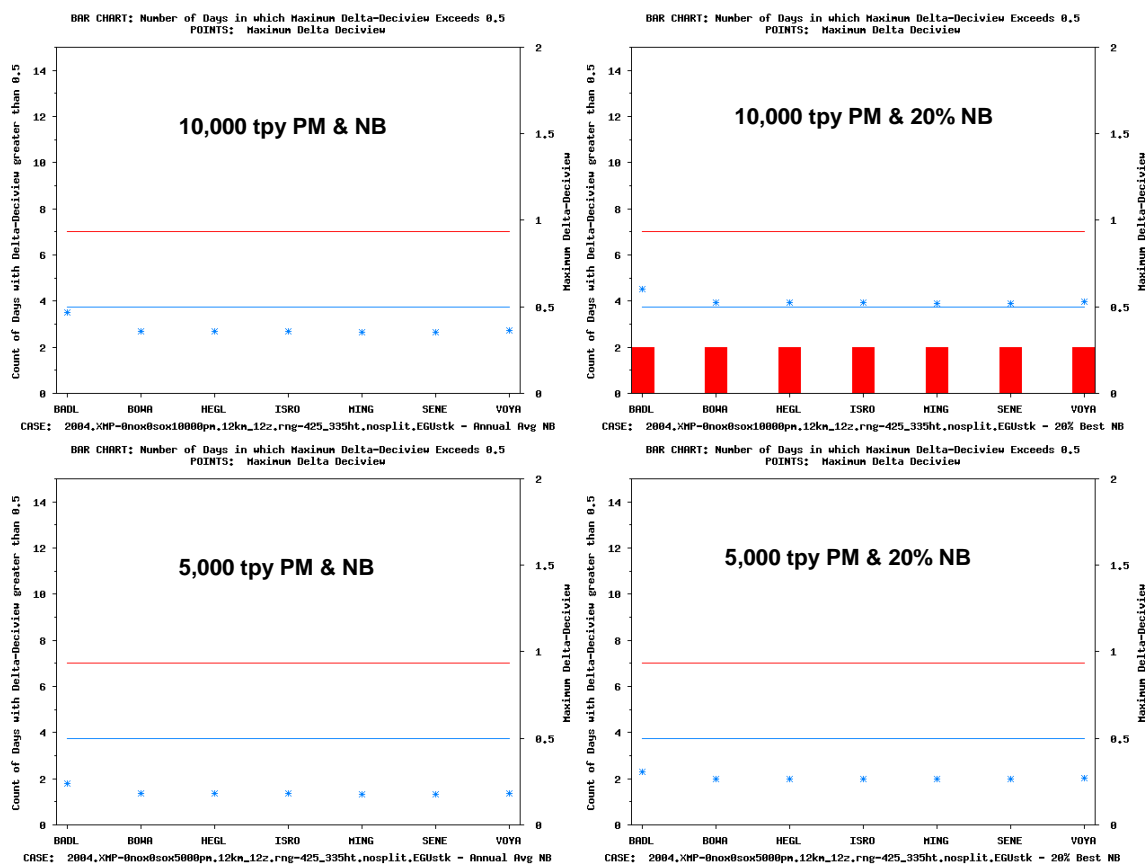 BAR CHART: Number of Days in which Maximum Delta-Deciview Exceeds 0.5
POINTS: Maximum Delta Deciview
Count of Days with Delta-Deciview greater than 0.5
14
12
10
8
6
4
2
0
10,000 tpy PM & NB
2
1.5
1
0.5
0
Maximum Delta-Deciview
BADL BOWA HEGL ISRO MING SENE VOYA
CASE: 2004.XMP-0nox0sox10000pm.12km_12z.rng-425_335ht.nosplit.EGUstk - Annual Avg NB
BAR CHART: Number of Days in which Maximum Delta-Deciview Exceeds 0.5
POINTS: Maximum Delta Deciview
Count of Days with Delta-Deciview greater than 0.5
14
12
10
8
6
4
2
0
10,000 tpy PM & 20% NB
2
1.5
1
0.5
0
Maximum Delta-Deciview
BADL BOWA HEGL ISRO MING SENE VOYA
CASE: 2004.XMP-0nox0sox10000pm.12km_12z.rng-425_335ht.nosplit.EGUstk - 20% Best NB
BAR CHART: Number of Days in which Maximum Delta-Deciview Exceeds 0.5
POINTS: Maximum Delta Deciview
Count of Days with Delta-Deciview greater than 0.5
14
12
10
8
6
4
2
0
5,000 tpy PM & NB
2
1.5
1
0.5
0
Maximum Delta-Deciview
BADL BOWA HEGL ISRO MING SENE VOYA
CASE: 2004.XMP-0nox0sox5000pm.12km_12z.rng-425_335ht.nosplit.EGUstk - Annual Avg NB
BAR CHART: Number of Days in which Maximum Delta-Deciview Exceeds 0.5
POINTS: Maximum Delta Deciview
Count of Days with Delta-Deciview greater than 0.5
14
12
10
8
6
4
2
0
5,000 tpy PM & 20% NB
2
1.5
1
0.5
0
Maximum Delta-Deciview
BADL BOWA HEGL ISRO MING SENE VOYA
CASE: 2004.XMP-0nox0sox5000pm.12km_12z.rng-425_335ht.nosplit.EGUstk - 20% Best NB